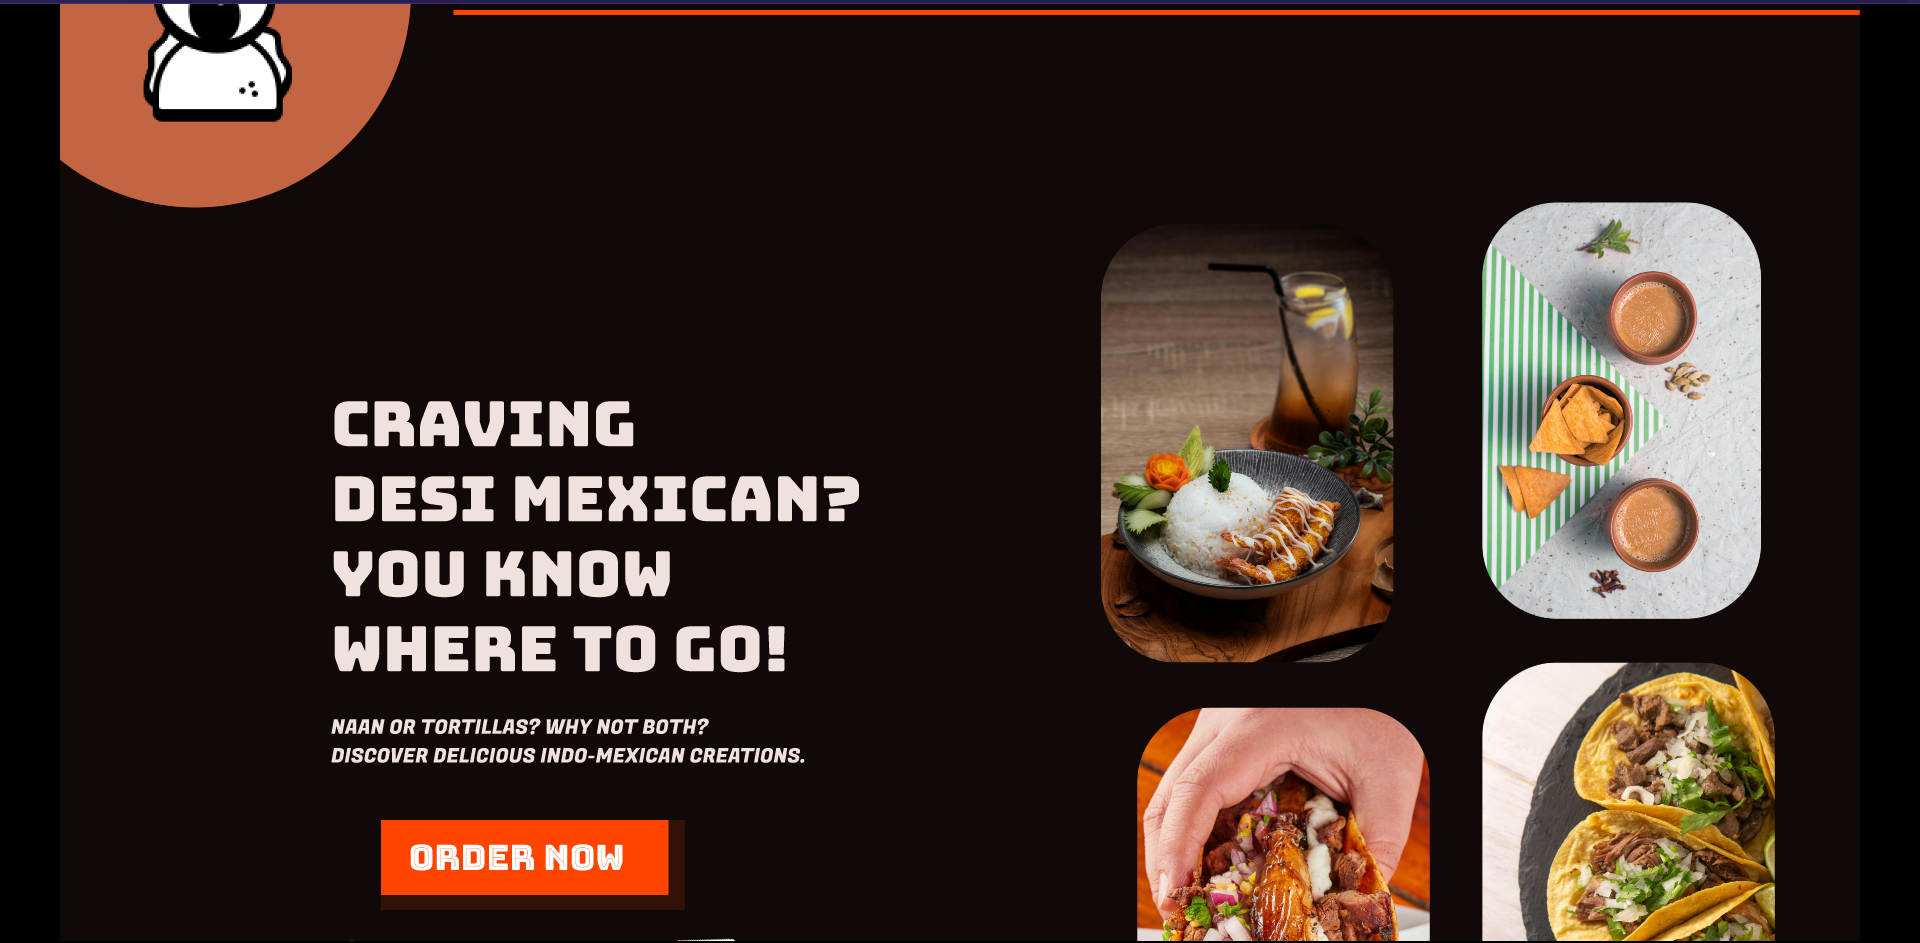 CRAVING
DESI MEXICAN?
YOU KNOW
WHERE TO GO!
NAAN OR TORTILLAS? WHY NOT BOTH?
DISCOVER DELICIOUS INDO-MEXICAN CREATIONS.
ORDER NOW